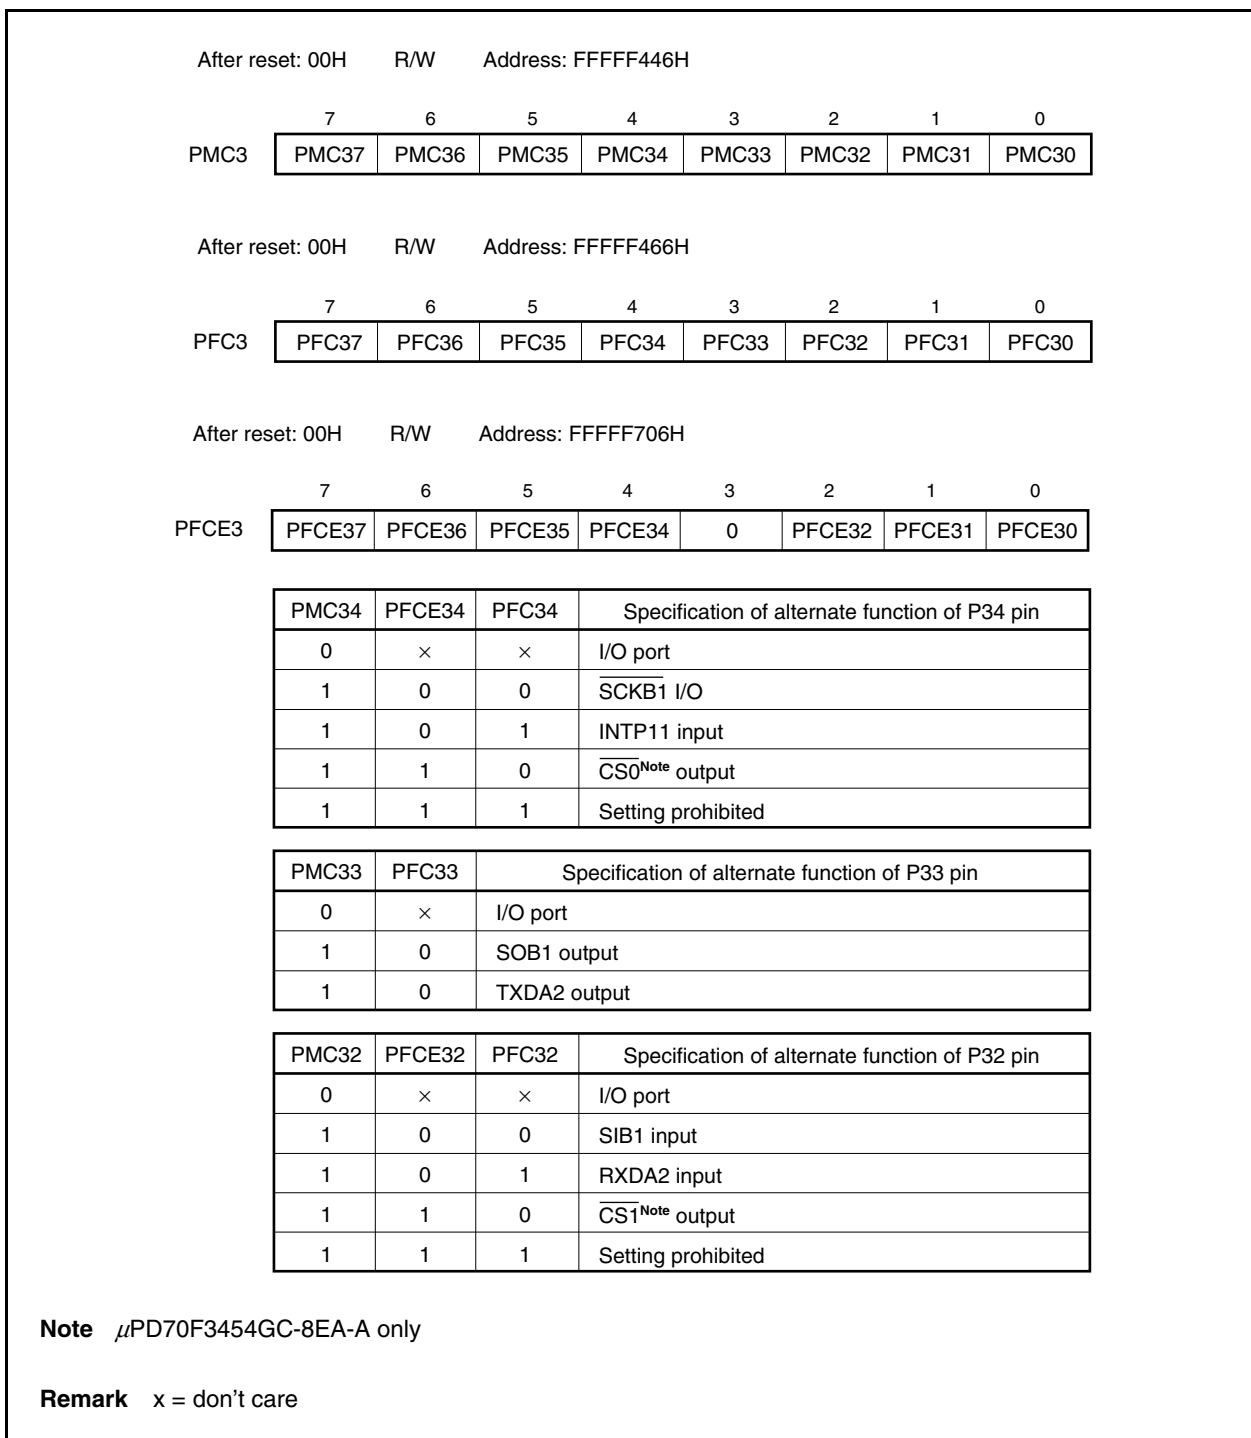 After reset: 00H R/W Address: FFFFF446H
7 6 5 4 3 2 1 0
PMC3 PMC37 PMC36 PMC35 PMC34 PMC33 PMC32 PMC31 PMC30
After reset: 00H R/W Address: FFFFF466H
7 6 5 4 3 2 1 0
PFC3 PFC37 PFC36 PFC35 PFC34 PFC33 PFC32 PFC31 PFC30
After reset: 00H R/W Address: FFFFF706H
7 6 5 4 3 2 1 0
PFCE3 PFCE37 PFCE36 PFCE35 PFCE34 0 PFCE32 PFCE31 PFCE30
PMC34 PFCE34 PFC34 Specification of alternate function of P34 pin
0 × × I/O port
1 0 0 SCKB1 I/O
1 0 1 INTP11 input
1 1 0 CS0Note output
1 1 1 Setting prohibited
PMC33 PFC33 Specification of alternate function of P33 pin
0 × I/O port
1 0 SOB1 output
1 0 TXDA2 output
PMC32 PFCE32 PFC32 Specification of alternate function of P32 pin
0 × × I/O port
1 0 0 SIB1 input
1 0 1 RXDA2 input
1 1 0 CS1Note output
1 1 1 Setting prohibited
Note μPD70F3454GC-8EA-A only
Remark x = don't care